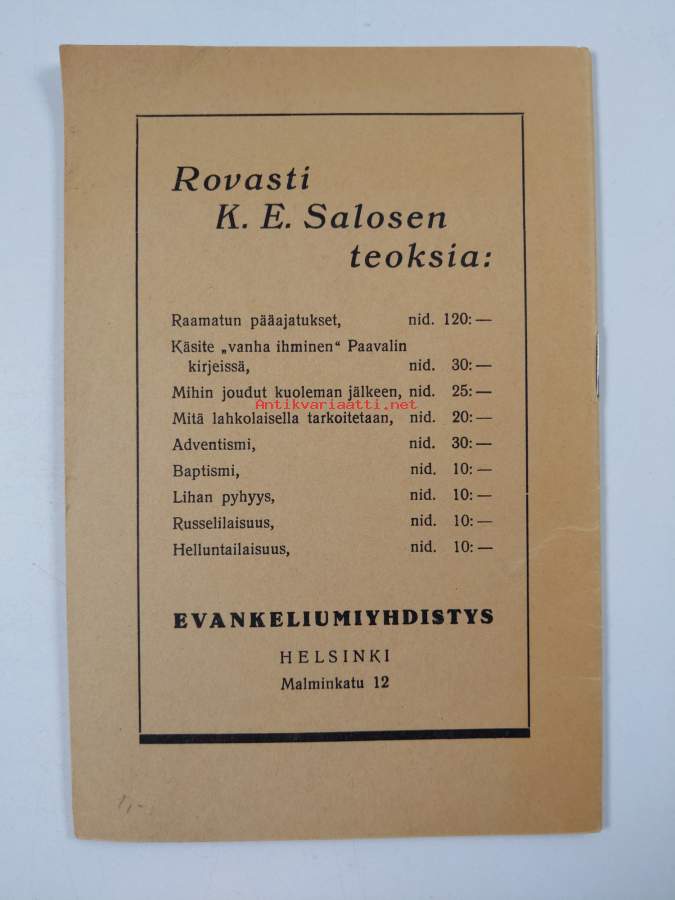 Rovasti
K. E. Salosen
teoksia:
Raamatun pääajatukset, nid. 120: —
Käsite „vanha ihminen“ Paavalin
kirjeissä, nid. 30: —
Mihin joudut kuoleman jälkeen, nid. 25: —
Antikvariaatti.net
Mitä lahkolaisella tarkoitetaan, nid. 20: —
Adventismi, nid. 30: —
Baptismi, nid. 10: —
Lihan pyhyys, nid. 10: —
Russelilaisuus, nid. 10: —
Helluntailaisuus, nid. 10: —
EVANKELIUMIYHDISTYS
HELSINKI
Malminkatu 12